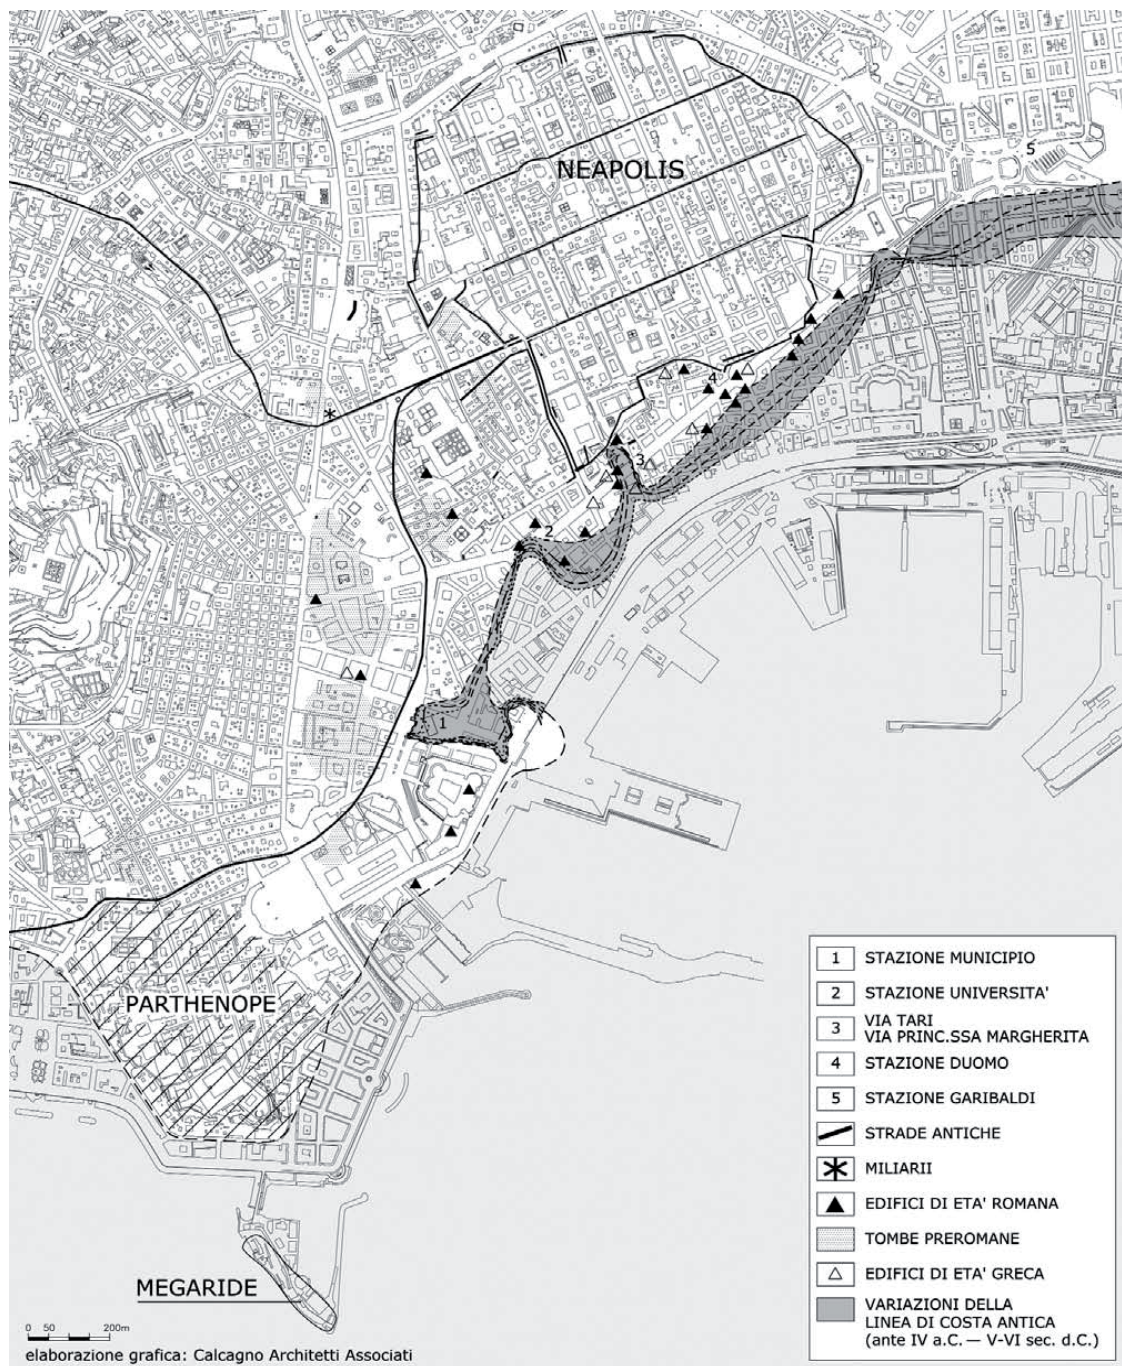 NEAPOLIS
5
4
3
2
1
PARTHENOPE
MEGARIDE
0 50 200m
elaborazione grafica: Calcagno Architetti Associati
1 STAZIONE MUNICIPIO
2 STAZIONE UNIVERSITA'
3 VIA TARI
VIA PRINC.SSA MARGHERITA
4 STAZIONE DUOMO
5 STAZIONE GARIBALDI
STRADE ANTICHE
MILIARII
EDIFICI DI ETA' ROMANA
TOMBE PREROMANE
EDIFICI DI ETA' GRECA
VARIAZIONI DELLA
LINEA DI COSTA ANTICA
(ante IV a.C. — V-VI sec. d.C.)